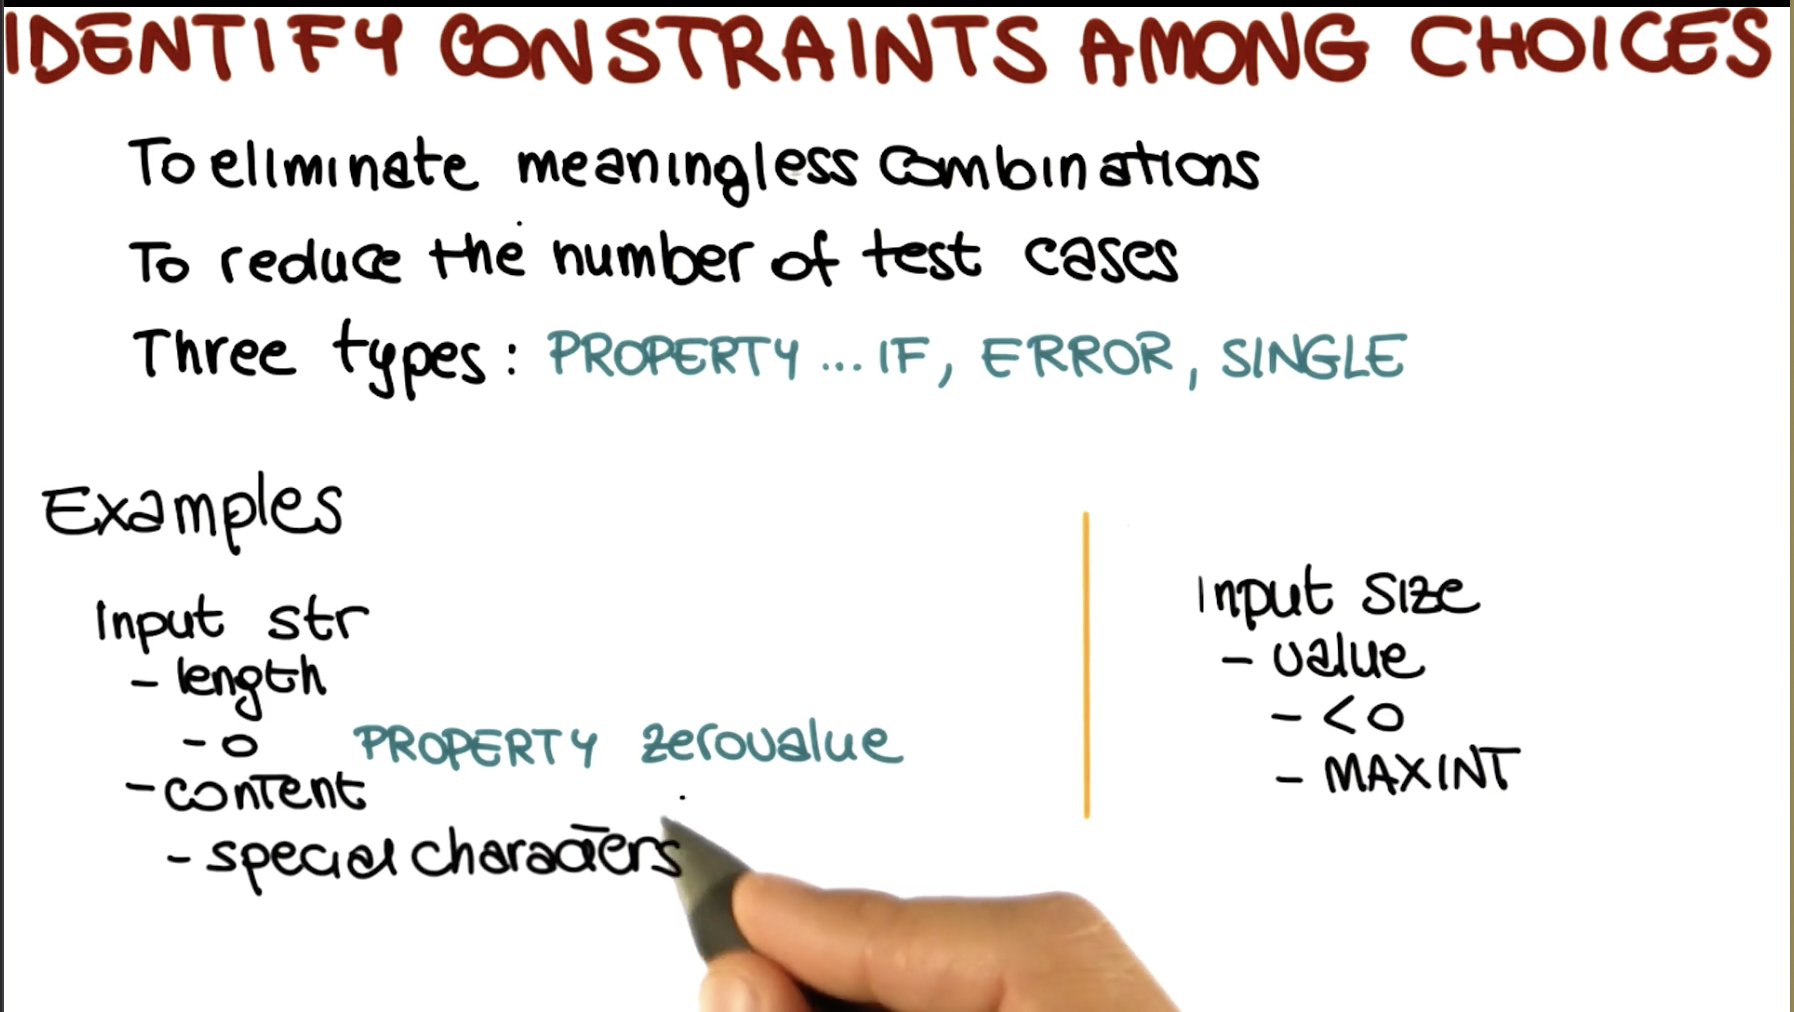 IDENTIFY CONSTRAINTS AMONG CHOICES
To eliminate meaningless combinations
To reduce the number of test cases
Three types: PROPERTY ... IF, ERROR, SINGLE
Examples
Input str
- length
- 0 PROPERTY zerovalue
- content
- special characters
Input size
- value
- <0
- MAXINT